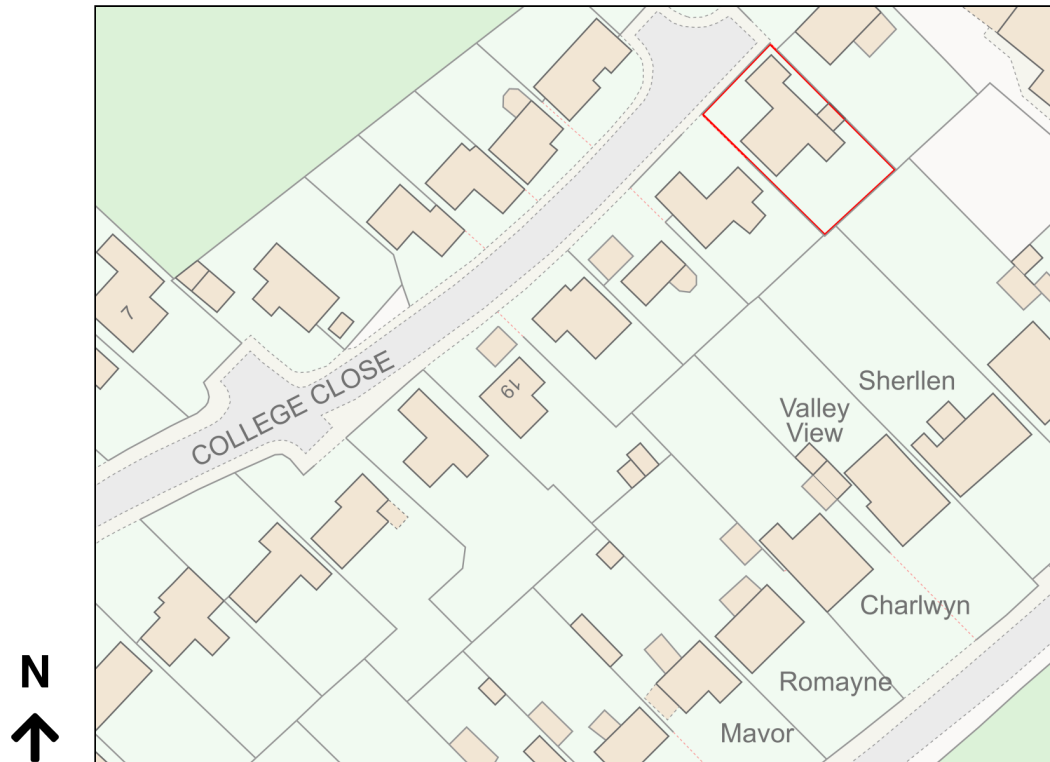 Sherllen
Valley
View
7
19
COLLEGE CLOSE
Charlwyn
Romayne
Mavor
N